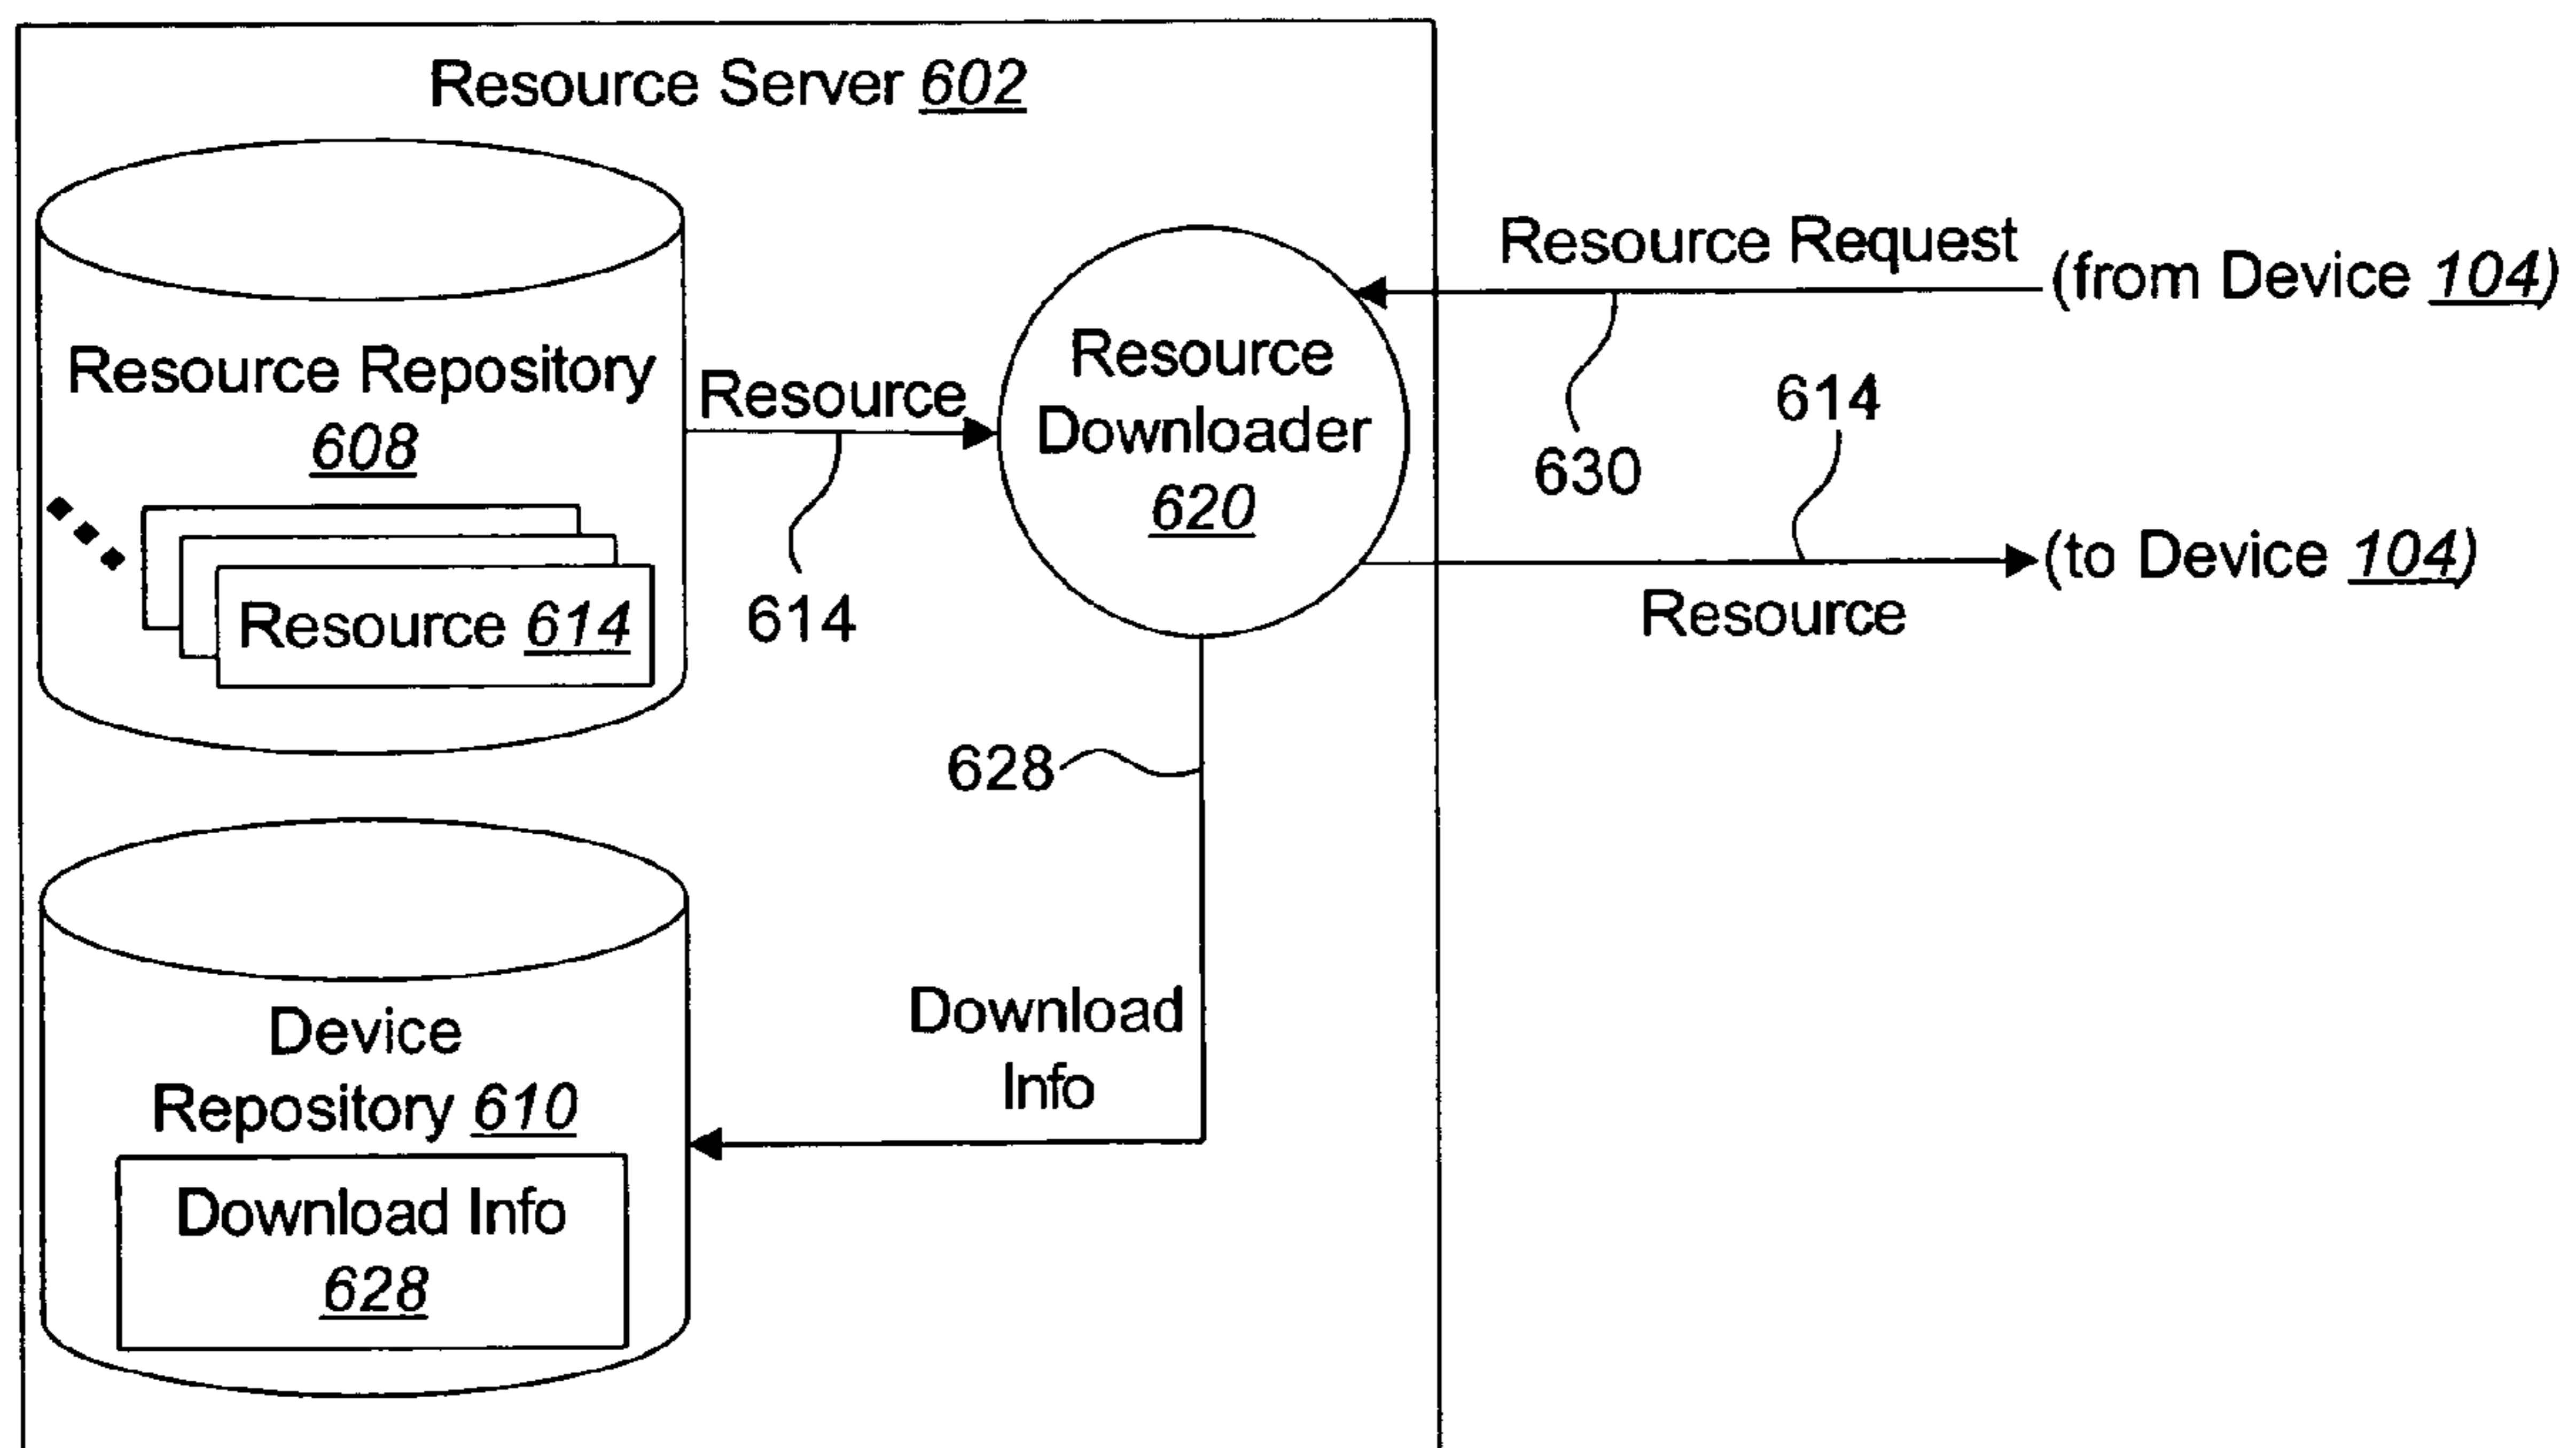 Resource Server 602
Resource Repository
608
Resource 614
Resource
614
Resource
Downloader
620
Resource Request
(from Device 104)
630
614
(to Device 104)
Resource
628
Download
Info
Device
Repository 610
Download Info
628